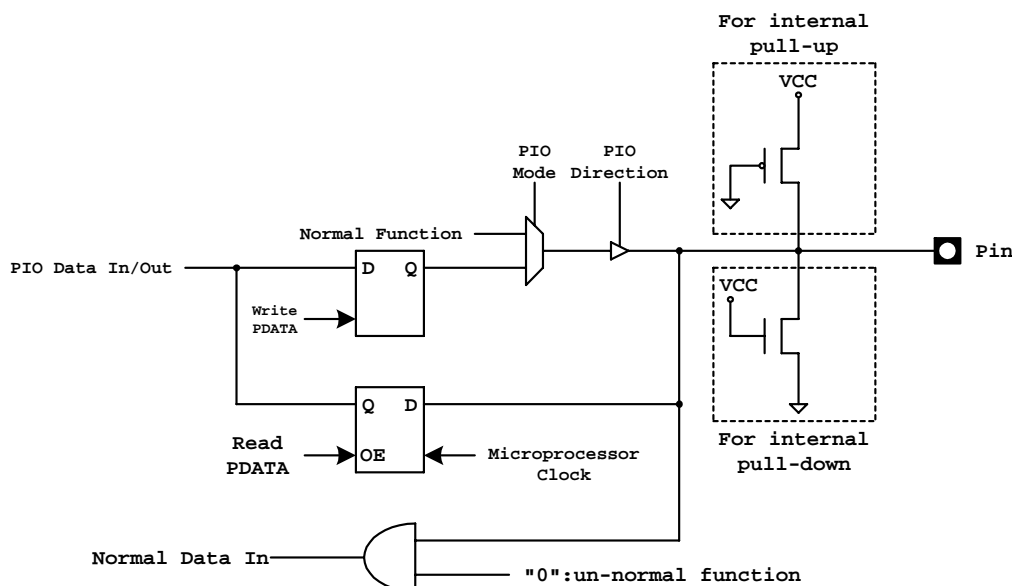 For internal
pull-up
VCC
PIO
Mode
PIO
Direction
Normal Function
PIO Data In/Out
D
Q
Pin
Write
PDATA
VCC
Q
D
Read
PDATA
OE
Microprocessor
Clock
For internal
pull-down
Normal Data In
"0":un-normal function